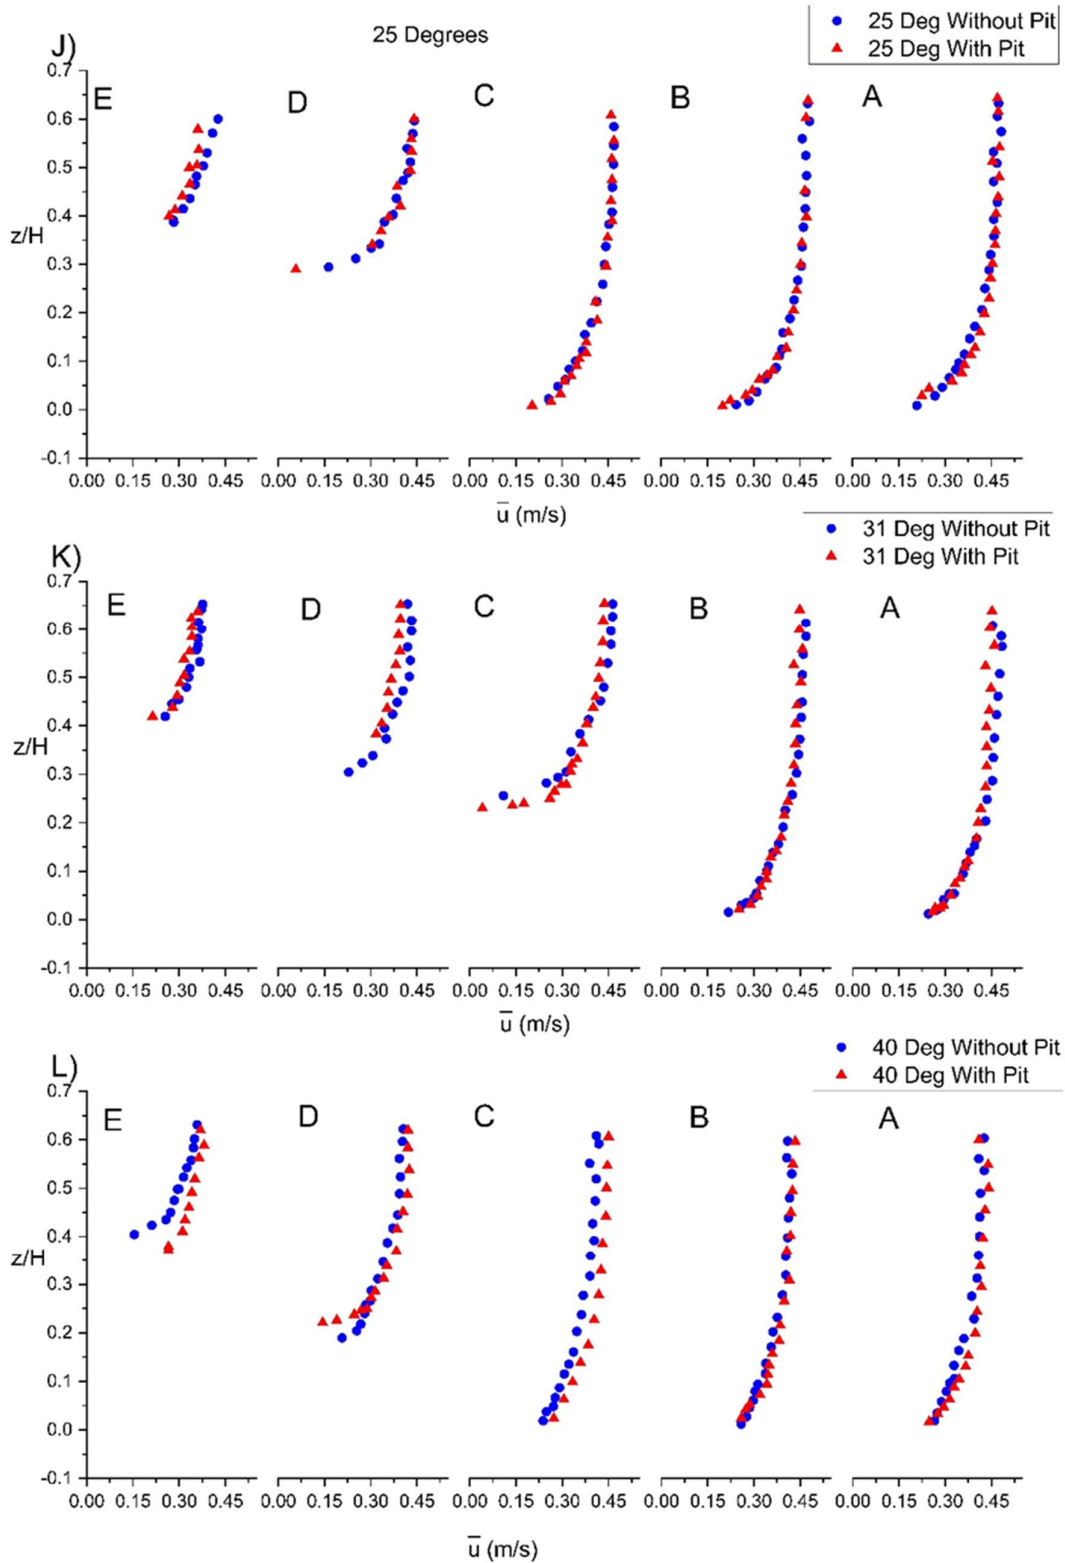 J)
25 Degrees
25 Deg Without Pit
25 Deg With Pit
E D C B A
0.7
0.6
0.5
0.4
z/H
0.3
0.2
0.1
0.0
-0.1
0.00 0.15 0.30 0.45 0.00 0.15 0.30 0.45 0.00 0.15 0.30 0.45 0.00 0.15 0.30 0.45 0.00 0.15 0.30 0.45
u̅ (m/s)
31 Deg Without Pit
31 Deg With Pit
K)
E D C B A
0.7
0.6
0.5
0.4
z/H
0.3
0.2
0.1
0.0
-0.1
0.00 0.15 0.30 0.45 0.00 0.15 0.30 0.45 0.00 0.15 0.30 0.45 0.00 0.15 0.30 0.45 0.00 0.15 0.30 0.45
u̅ (m/s)
40 Deg Without Pit
40 Deg With Pit
L)
E D C B A
0.7
0.6
0.5
0.4
z/H
0.3
0.2
0.1
0.0
-0.1
0.00 0.15 0.30 0.45 0.00 0.15 0.30 0.45 0.00 0.15 0.30 0.45 0.00 0.15 0.30 0.45 0.00 0.15 0.30 0.45
u̅ (m/s)